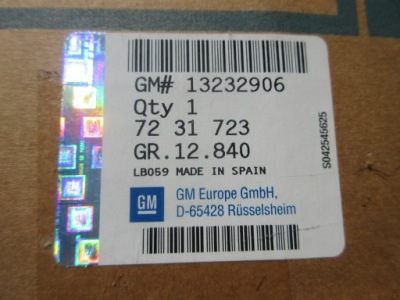 GM# 13232906
Qty 1
72 31 723
GR.12.840
LB059 MADE IN SPAIN
GM
GM Europe GmbH,
D-65428 Rüsselsheim
S042545625